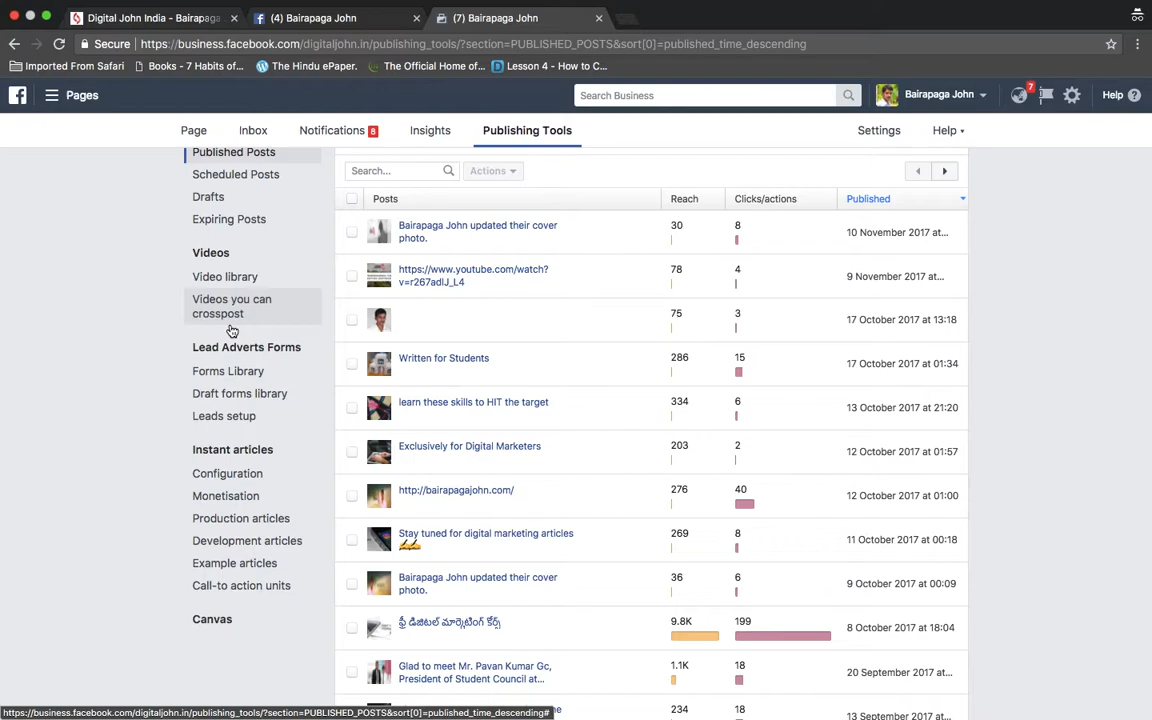 Digital John India - Bairapaga
(4) Bairapaga John
(7) Bairapaga John
Secure
https://business.facebook.com/digitaljohn.in/publishing_tools/?section=PUBLISHED_POSTS&sort[0]=published_time_descending
Imported From Safari
Books - 7 Habits of...
The Hindu ePaper.
The Official Home of...
Lesson 4 - How to C...
Pages
Search Business
Bairapaga John
7
Help
Page
Inbox
Notifications 8
Insights
Publishing Tools
Settings
Help
Published Posts
Scheduled Posts
Drafts
Expiring Posts
Videos
Video library
Videos you can
crosspost
Lead Adverts Forms
Forms Library
Draft forms library
Leads setup
Instant articles
Configuration
Monetisation
Production articles
Development articles
Example articles
Call-to action units
Canvas
Search...
Actions
Posts Reach Clicks/actions Published
Bairapaga John updated their cover
photo.
30 8 10 November 2017 at...
https://www.youtube.com/watch?
v=r267adlJ_L4
78 4 9 November 2017 at...
75 3 17 October 2017 at 13:18
Written for Students 286 15 17 October 2017 at 01:34
learn these skills to HIT the target 334 6 13 October 2017 at 21:20
Exclusively for Digital Marketers 203 2 12 October 2017 at 01:57
http://bairapagajohn.com/ 276 40 12 October 2017 at 01:00
Stay tuned for digital marketing articles
✍
269 8 11 October 2017 at 00:18
Bairapaga John updated their cover
photo.
36 6 9 October 2017 at 00:09
ఫ్రీ డిజిటల్ మార్కెటింగ్ కోర్స్ 9.8K 199 8 October 2017 at 18:04
Glad to meet Mr. Pavan Kumar Gc,
President of Student Council at...
1.1K 18 20 September 2017 at...
234 18 13 September 2017 at...
https://business.facebook.com/digitaljohn.in/publishing_tools/?section=PUBLISHED_POSTS&sort[0]=published_time_descending#